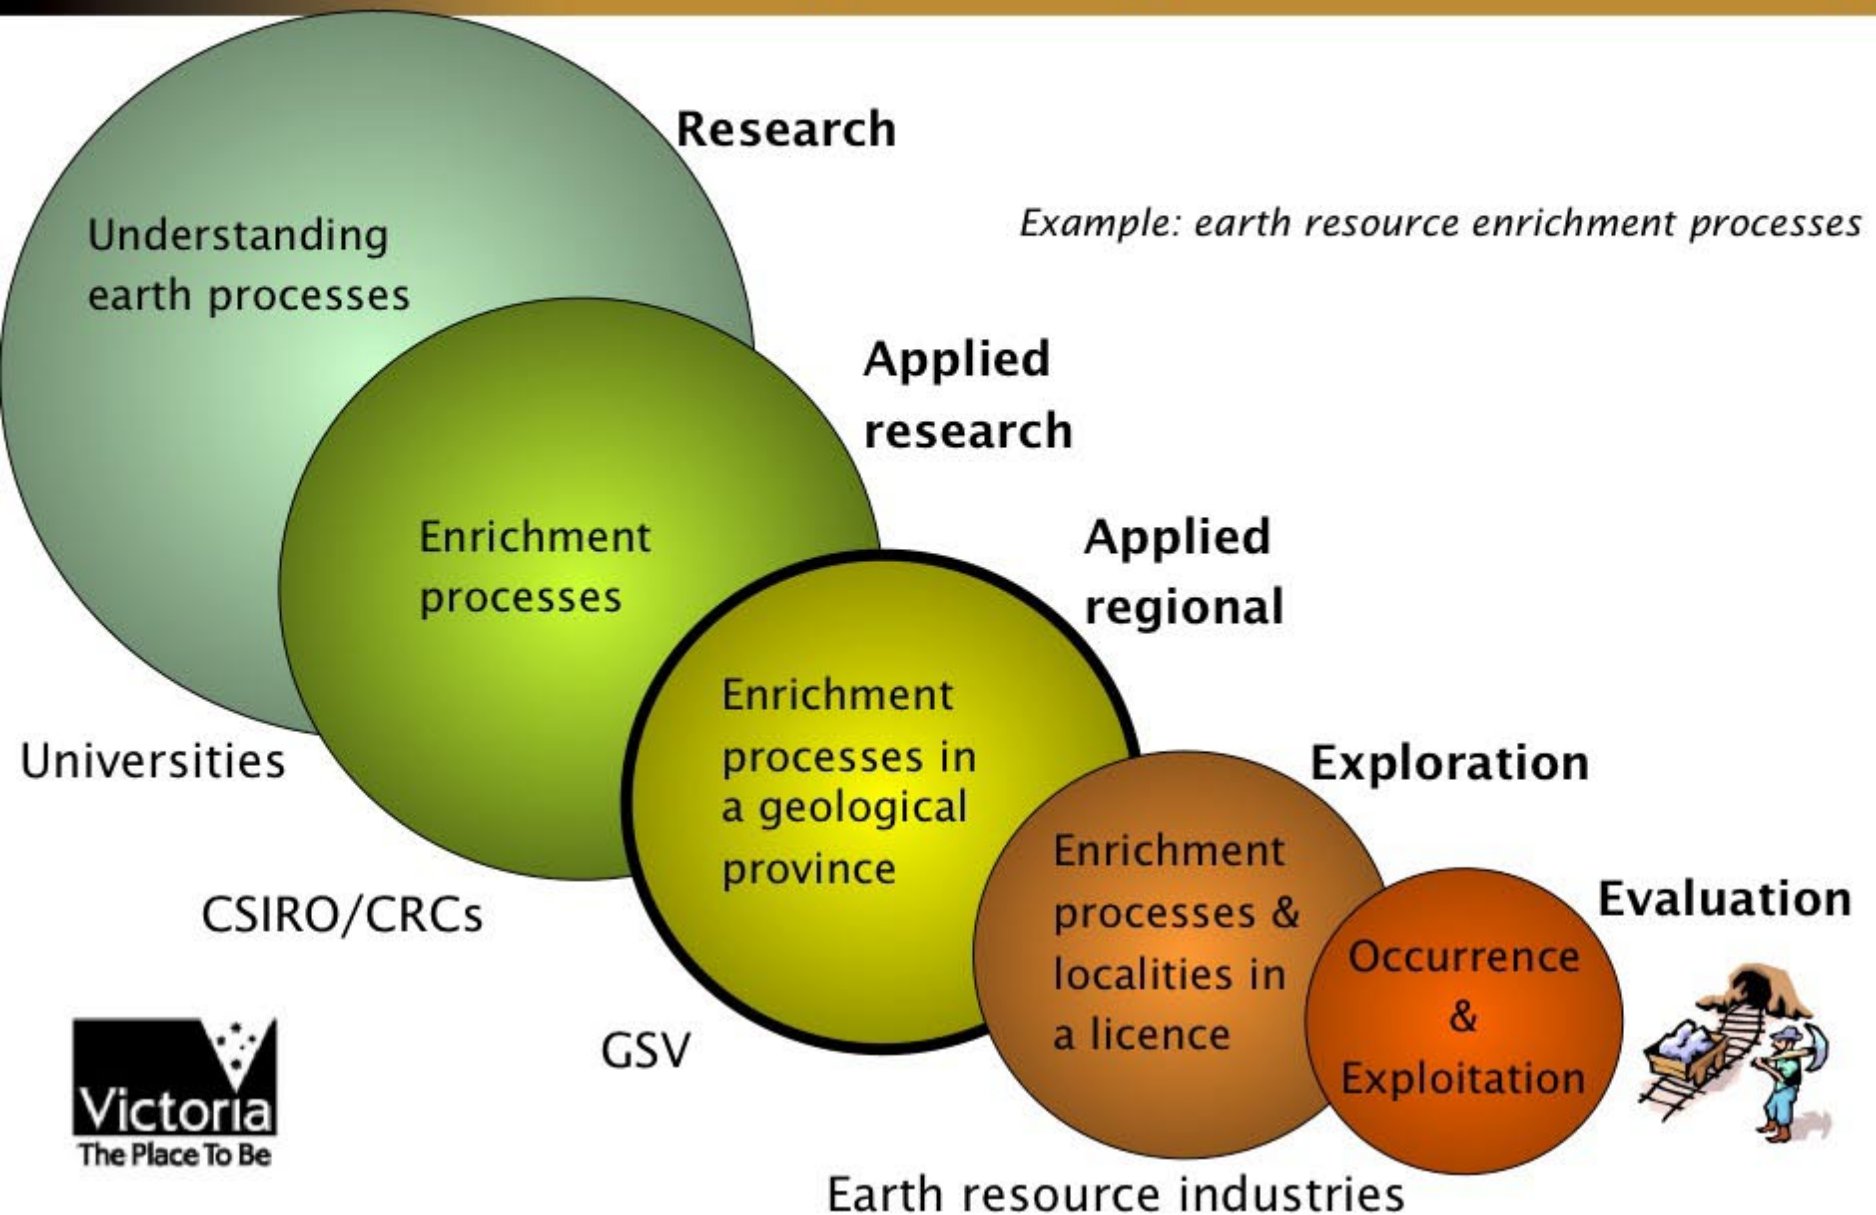 Research
Example: earth resource enrichment processes
Understanding
earth processes
Applied
research
Enrichment
processes
Applied
regional
Enrichment
processes in
a geological
province
Universities
Exploration
Enrichment
processes &
localities in
a licence
CSIRO/CRCs
Evaluation
Occurrence
&
Exploitation
GSV
Victoria
The Place To Be
Earth resource industries